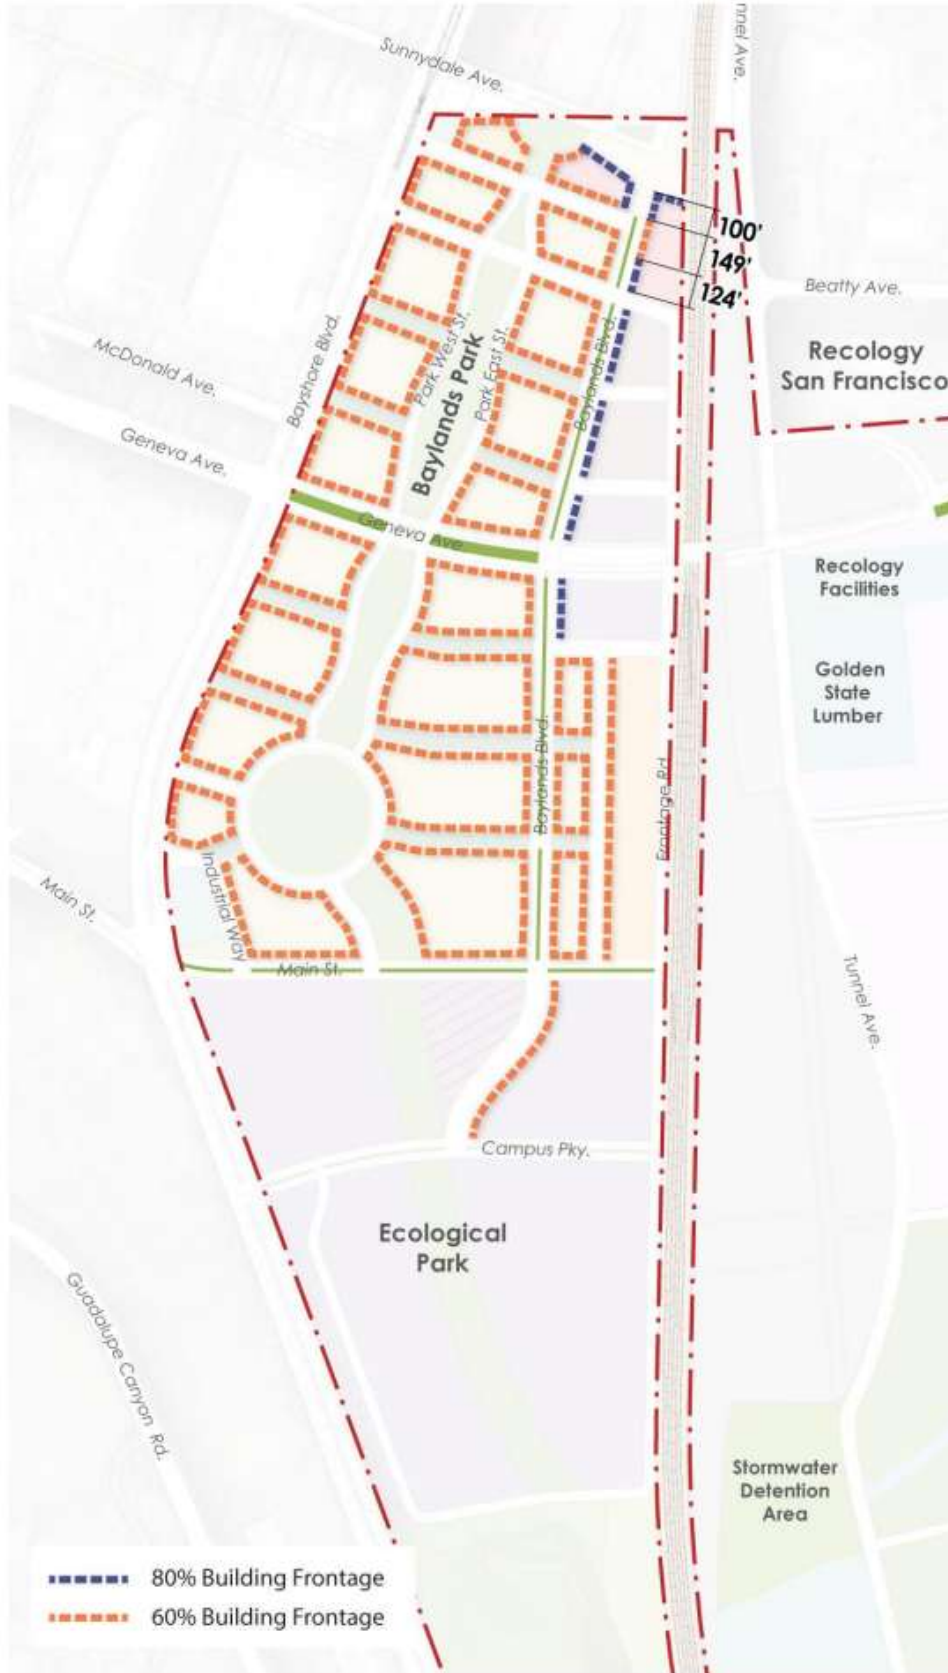 Sunnydale Ave.
nnel Ave.
100'
149'
124'
Beatty Ave.
Recology
San Francisco
Bayshore Blvd.
McDonald Ave.
Geneva Ave.
Park West St.
Baylands Park
Park East St.
Baylands Blvd.
Geneva Ave
Recology
Facilities
Golden
State
Lumber
Baylands Blvd.
Frontage Rd.
Main St.
Industrial Way
Main St.
Tunnel Ave.
Campus Pky.
Ecological
Park
Guadalupe Canyon Rd.
Stormwater
Detention
Area
80% Building Frontage
60% Building Frontage